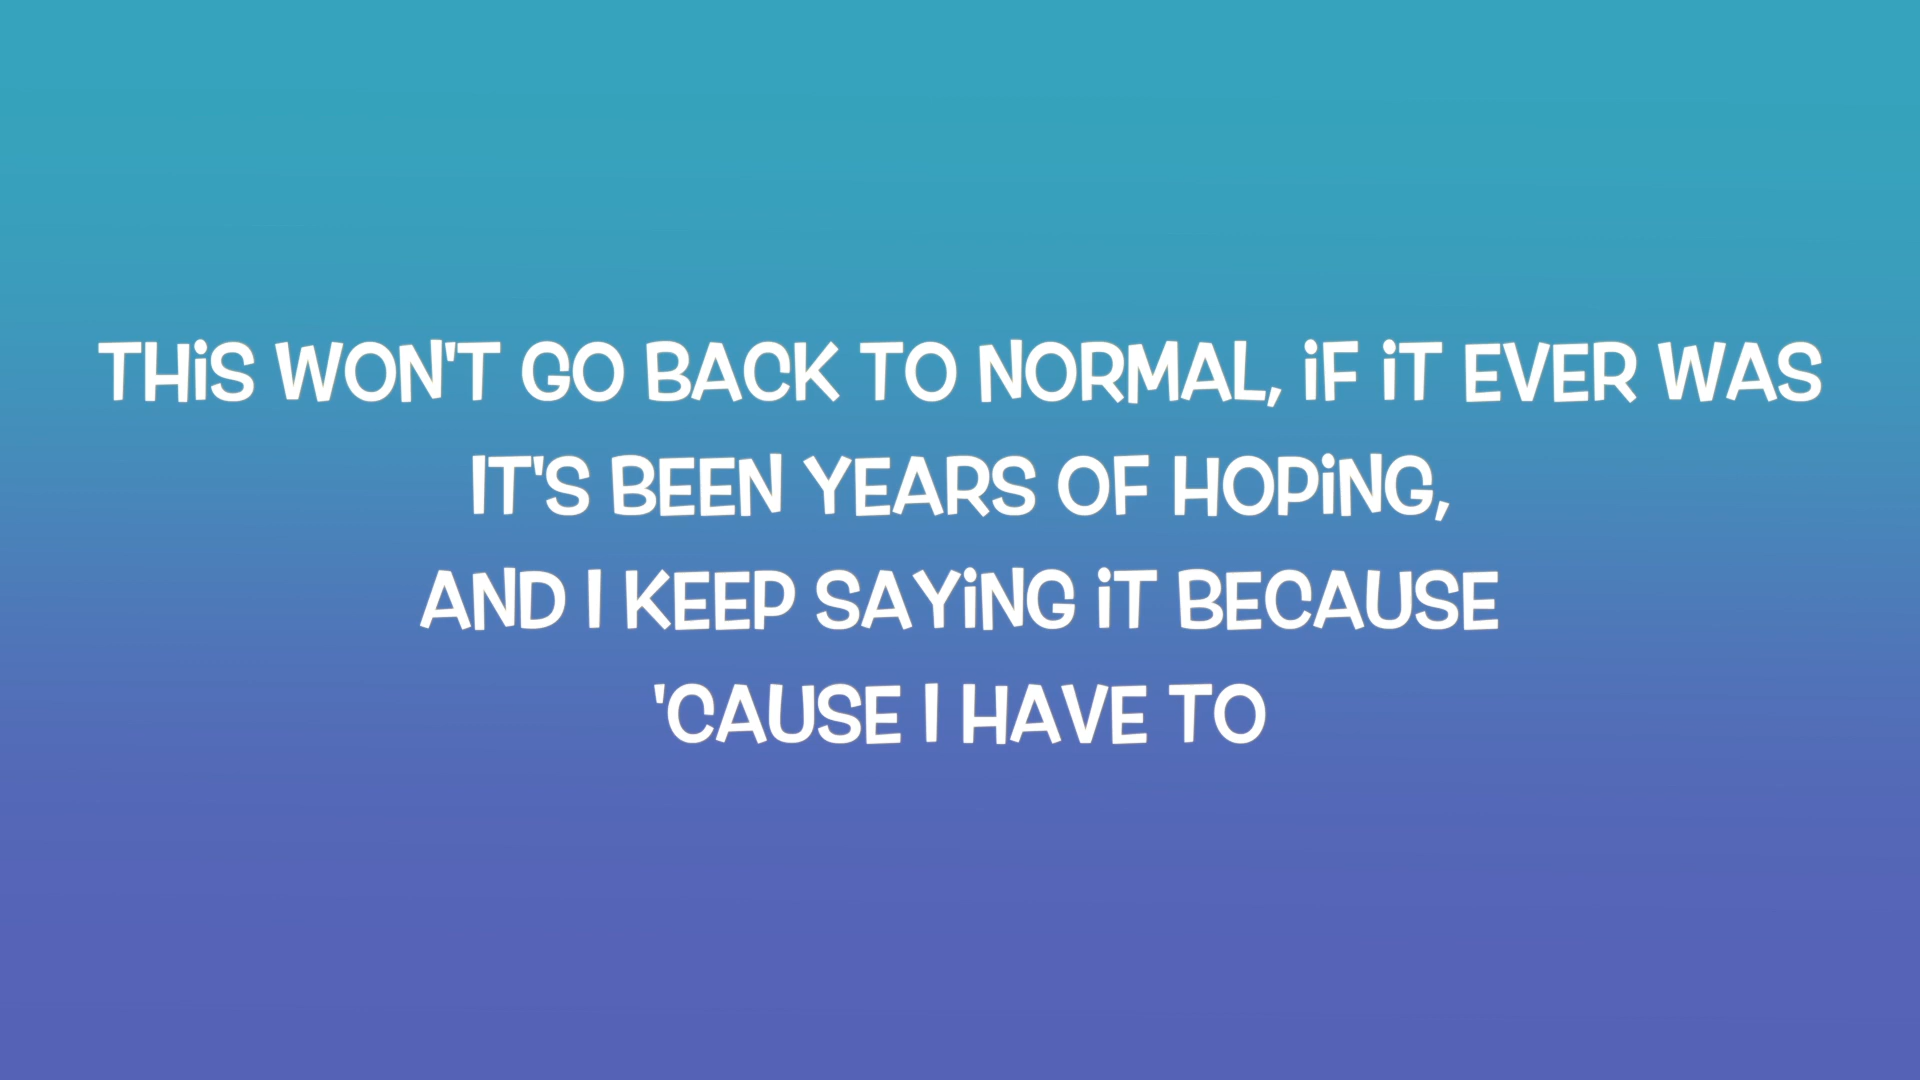 THiS WON'T GO BACK TO NORMAL, iF iT EVER WAS
IT'S BEEN YEARS OF HOPiNG,
AND I KEEP SAYiNG iT BECAUSE
'CAUSE I HAVE TO